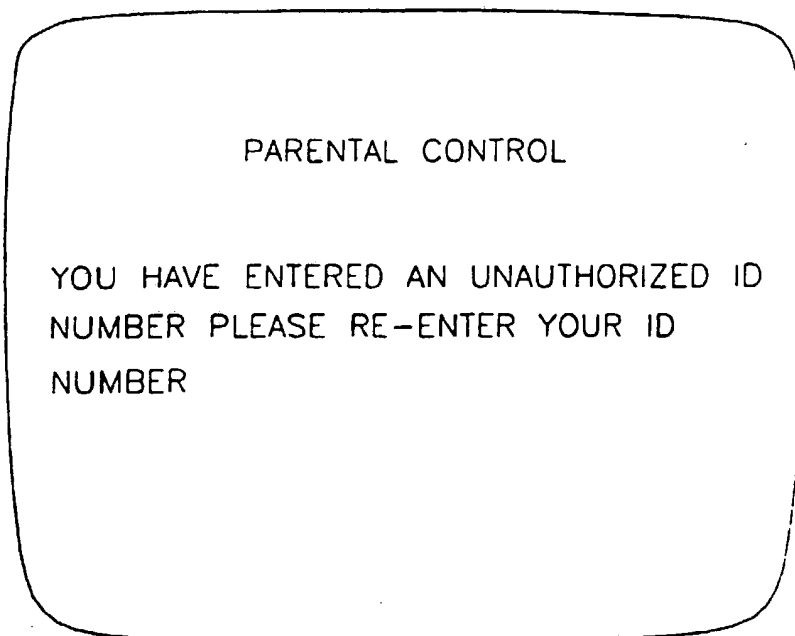 PARENTAL CONTROL
YOU HAVE ENTERED AN UNAUTHORIZED ID
NUMBER PLEASE RE-ENTER YOUR ID
NUMBER